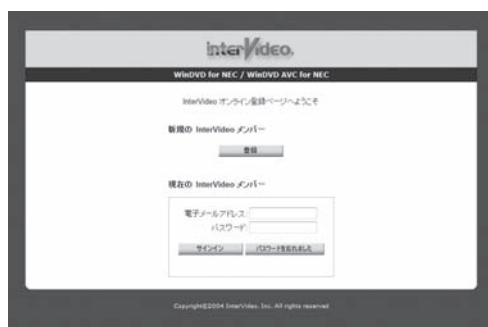 InterVideo.
WinDVD for NEC / WinDVD AVC for NEC
InterVideo オンライン登録ページへようこそ
新規の InterVideo メンバー
登録
現在の InterVideo メンバー
電子メールアドレス:
パスワード:
サインイン パスワードを忘れました
Copyright©2004 InterVideo, Inc. All rights reserved